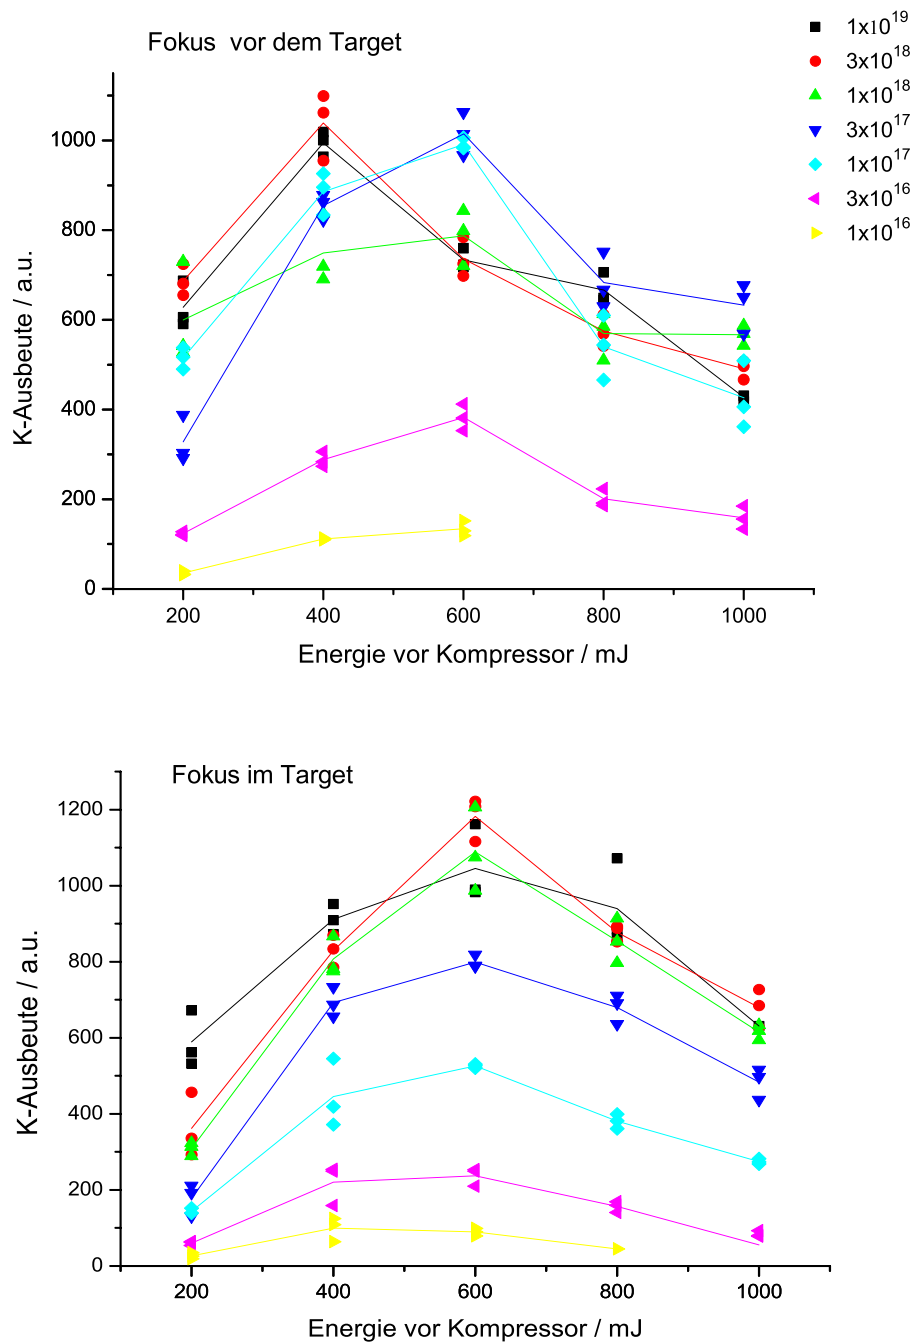 Fokus vor dem Target
1x10^19
3x10^18
1x10^18
3x10^17
1x10^17
3x10^16
1x10^16
K-Ausbeute / a.u.
1000
800
600
400
200
0
200 400 600 800 1000
Energie vor Kompressor / mJ
Fokus im Target
K-Ausbeute / a.u.
1200
1000
800
600
400
200
0
200 400 600 800 1000
Energie vor Kompressor / mJ